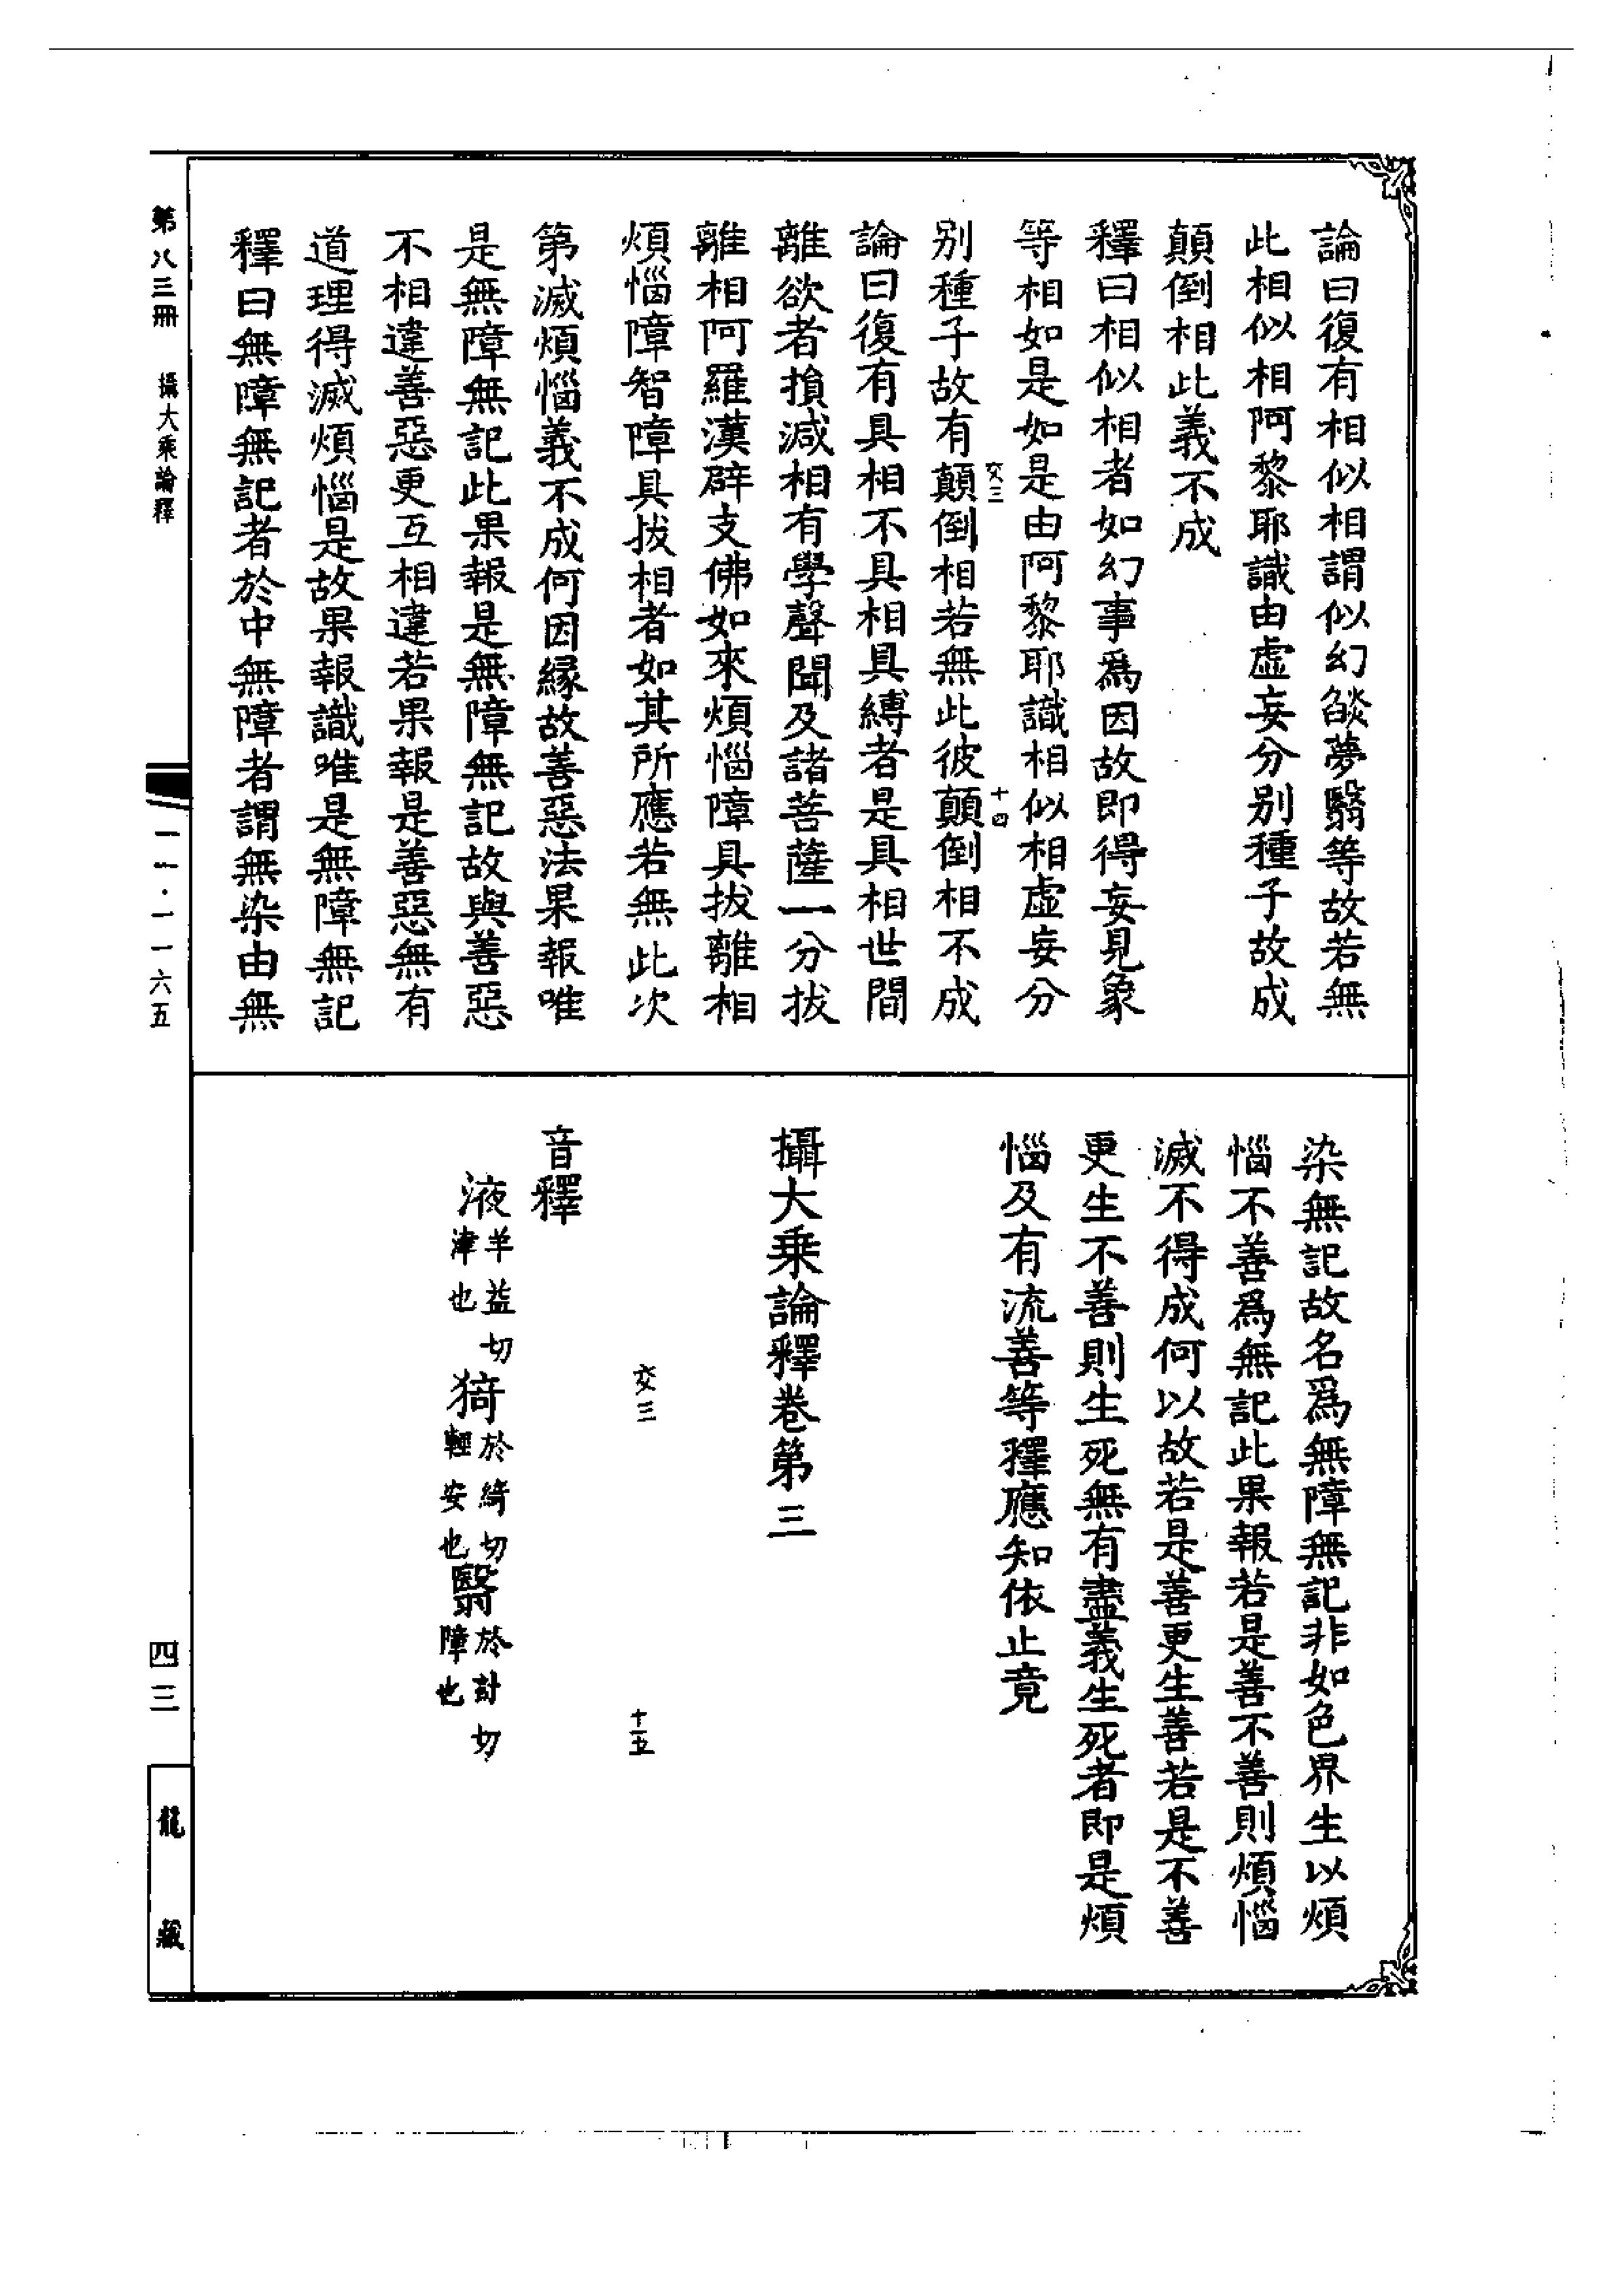 論曰復有相似相謂似幻燄夢翳等故若無
此相似相阿黎耶識由虛妄分別種子故成
顛倒相此義不成
釋曰相似相者如幻事爲因故即得妄見象
等相如是如是由阿黎耶識相似相虛妄分
別種子故有顛倒相若無此彼顛倒相不成
交三
十四
論曰復有具相不具相具縛者是具相世間
離欲者損減相有學聲聞及諸菩薩一分拔
離相阿羅漢辟支佛如來煩惱障具拔離相
煩惱障智障具拔相者如其所應若無此次
第滅煩惱義不成何因緣故善惡法果報唯
是無障無記此果報是無障無記故與善惡
不相違善惡更互相違若果報是善惡無有
道理得滅煩惱是故果報識唯是無障無記
釋曰無障無記者於中無障者謂無染由無
染無記故名爲無障無記非如色界生以煩
惱不善爲無記此果報若是善不善則煩惱
滅不得成何以故若是善更生善若是不善
更生不善則生死無有盡義生死者即是煩
惱及有流善等釋應知依止竟
攝大乘論釋卷第三
交三
十五
音釋
液羊益切津也猗於綺切輕安也翳於計切障也
第八三冊 攝大乘論釋
一一·一一六五
四三
龍藏